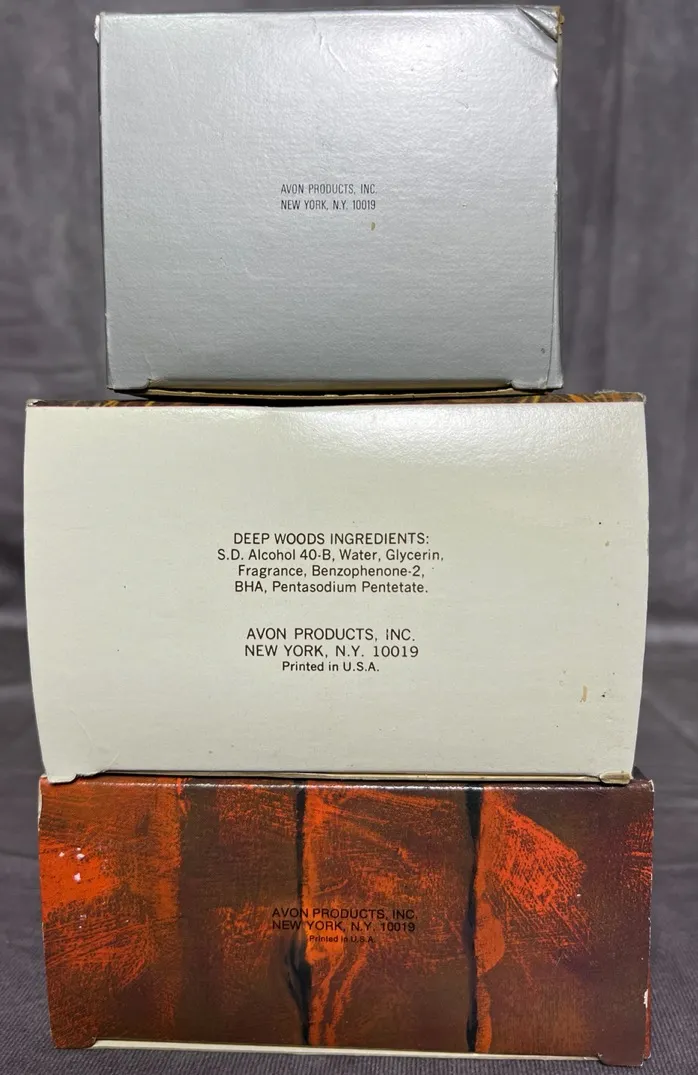 AVON PRODUCTS, INC.
NEW YORK, N.Y. 10019
DEEP WOODS INGREDIENTS:
S.D. Alcohol 40-B, Water, Glycerin,
Fragrance, Benzophenone-2,
BHA, Pentasodium Pentetate.
AVON PRODUCTS, INC.
NEW YORK, N.Y. 10019
Printed in U.S.A.
AVON PRODUCTS, INC.
NEW YORK, N.Y. 10019
Printed in U.S.A.